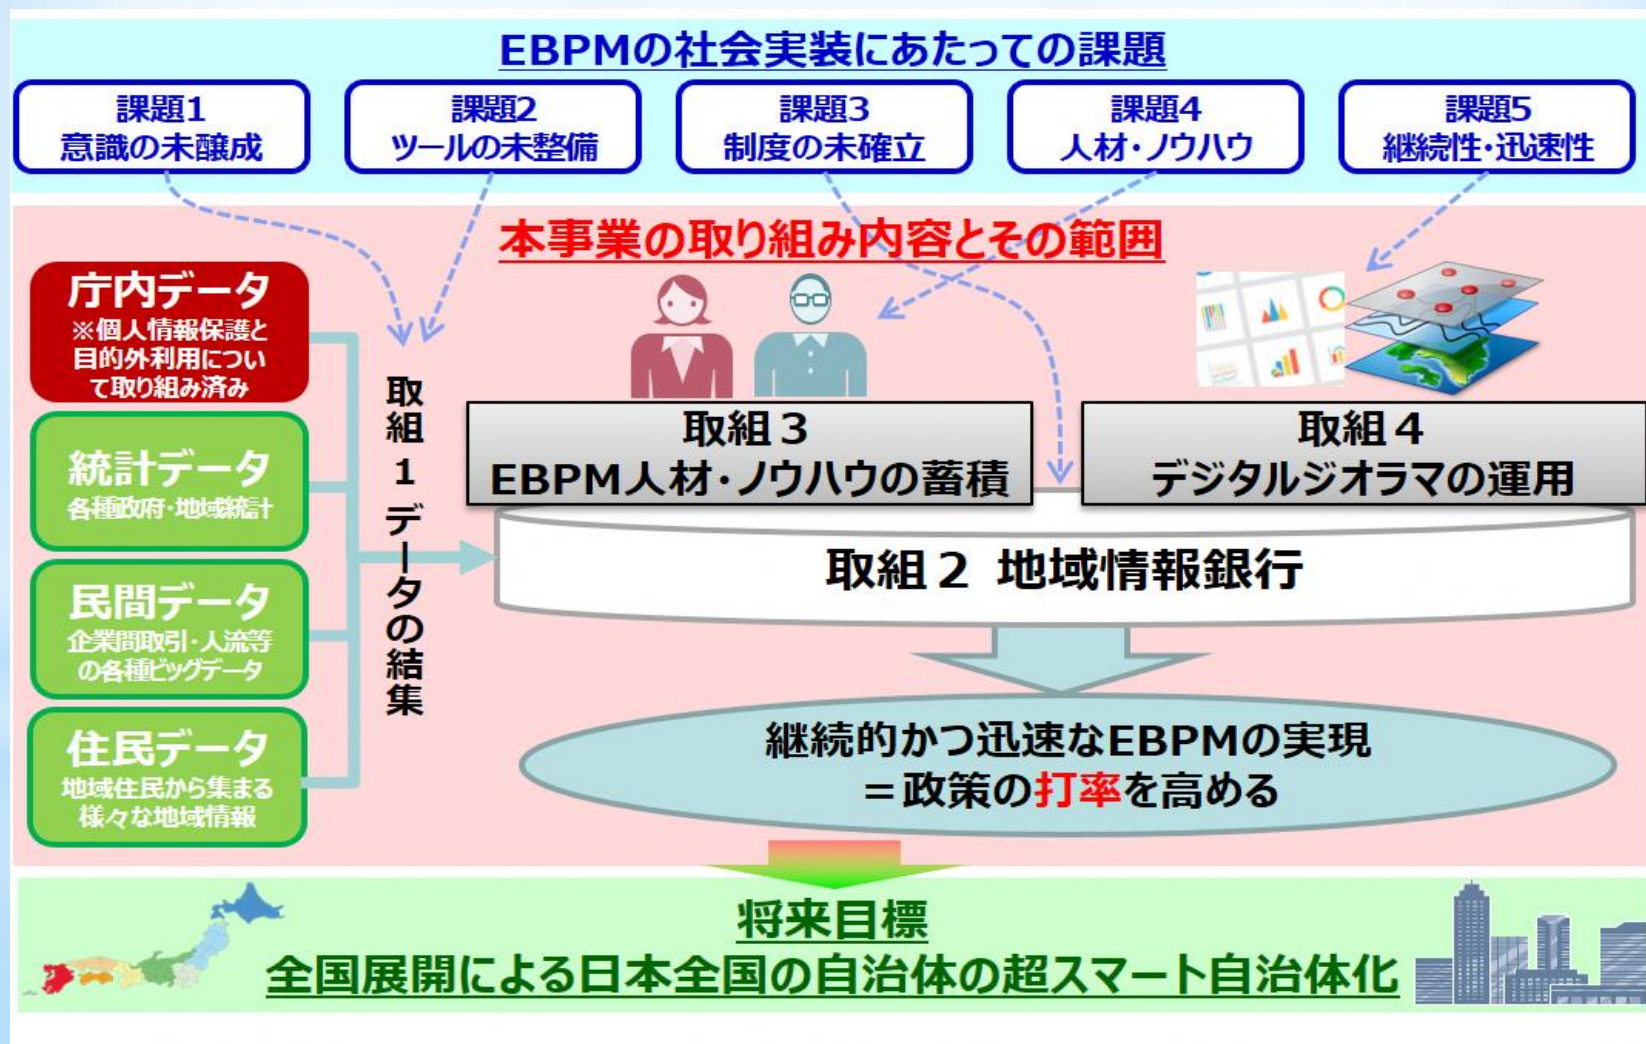 EBPMの社会実装にあたっての課題
課題1
意識の未醸成
課題2
ツールの未整備
課題3
制度の未確立
課題4
人材・ノウハウ
課題5
継続性・迅速性
本事業の取り組み内容とその範囲
庁内データ
※個人情報保護と
目的外利用につい
て取り組み済み
統計データ
各種政府・地域統計
民間データ
企業間取引・人流等
の各種ビッグデータ
住民データ
地域住民から集まる
様々な地域情報
取組1 データの結集
取組３
EBPM人材・ノウハウの蓄積
取組４
デジタルジオラマの運用
取組２ 地域情報銀行
継続的かつ迅速なEBPMの実現
＝政策の打率を高める
将来目標
全国展開による日本全国の自治体の超スマート自治体化